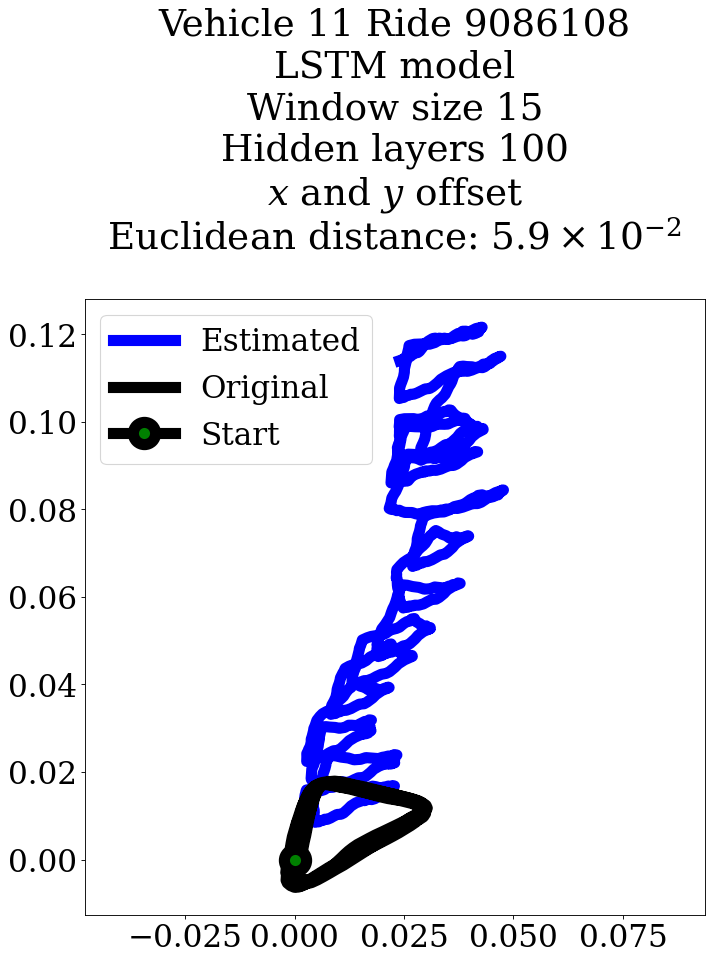 Vehicle 11 Ride 9086108
LSTM model
Window size 15
Hidden layers 100
x and y offset
Euclidean distance: 5.9 × 10⁻²
Estimated
Original
Start
0.12
0.10
0.08
0.06
0.04
0.02
0.00
−0.025 0.000 0.025 0.050 0.075